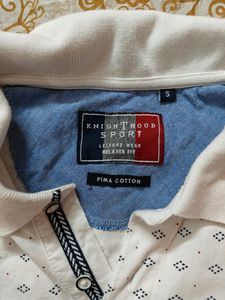 KNIGHTHOOD
SPORT
LEISURE WEAR
RELAXED FIT
S
PIMA COTTON